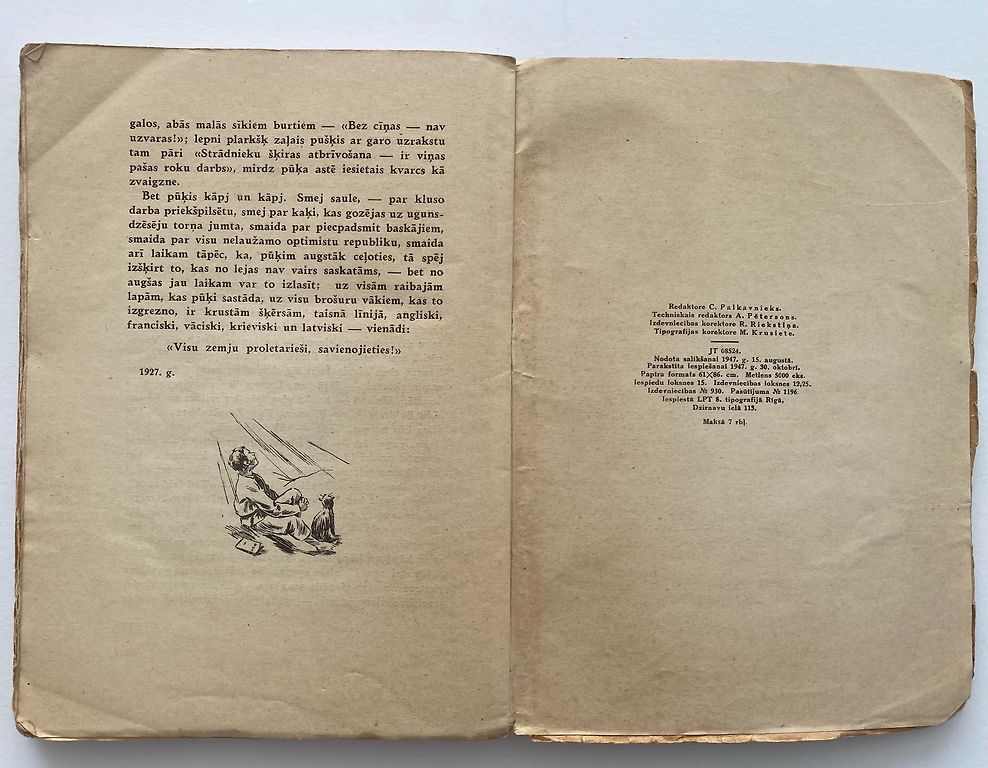 galos, abās malās sīkiem burtiem — «Bez cīņas — nav
uzvaras!»; lepni plarkšķ zaļais pušķis ar garo uzrakstu
tam pāri «Strādnieku šķiras atbrīvošana — ir viņas
pašas roku darbs», mirdz pūķa astē iesietais kvarcs kā
zvaigzne.
Bet pūķis kāpj un kāpj. Smej saule, — par kluso
darba priekšpilsētu, smej par kaķi, kas gozējas uz uguns-
dzēsēju torņa jumta, smaida par piecpadsmit baskājiem,
smaida par visu nelaužamo optimistu republiku, smaida
arī laikam tāpēc, ka, pūķim augstāk ceļoties, tā spēj
izšķirt to, kas no lejas nav vairs saskatāms, — bet no
augšas jau laikam var to izlasīt; uz visām raibajām
lapām, kas pūķi sastāda, uz visu brošuru vākiem, kas to
izgrezno, ir krustām šķērsām, taisnā līnijā, angliski,
franciski, vāciski, krieviski un latviski — vienādi:
«Visu zemju proletarieši, savienojieties!»
1927. g.
Redaktore C. Palkavnieks.
Techniskais redaktors A. Pētersons.
Izdevniecības korektore R. Riekstiņa.
Tipografijas korektore M. Krusiete.
JT 08524.
Nodota salikšanai 1947. g. 15. augustā.
Parakstīta iespiešanai 1947. g. 30. oktobrī.
Papīra formats 61×86. cm. Metiens 5000 eks.
Iespiedu loksnes 15. Izdevniecības loksnes 12,25.
Izdevniecības № 930. Pasūtījuma № 1196.
Iespiesta LPT 8. tipografijā Rīgā,
Dzirnavu ielā 113.
Maksā 7 rbļ.